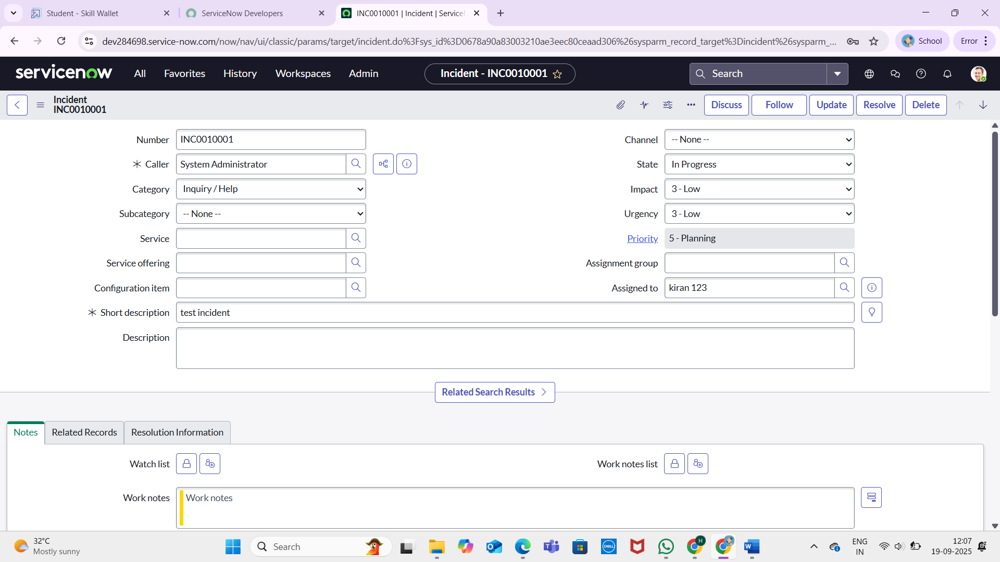 Student - Skill Wallet
ServiceNow Developers
INC0010001 | Incident | Service
dev284698.service-now.com/now/nav/ui/classic/params/target/incident.do%3Fsys_id%3D0678a90a83003210ae3eec80ceaad306%26sysparm_record_target%3Dincident%26sysparm_...
School
Error
servicenow
All
Favorites
History
Workspaces
Admin
Incident - INC0010001
Search
Incident
INC0010001
Discuss
Follow
Update
Resolve
Delete
Number
INC0010001
Channel
-- None --
Caller
System Administrator
State
In Progress
Category
Inquiry / Help
Impact
3 - Low
Subcategory
-- None --
Urgency
3 - Low
Service
Priority
5 - Planning
Service offering
Assignment group
Configuration item
Assigned to
kiran 123
Short description
test incident
Description
Related Search Results
Notes
Related Records
Resolution Information
Watch list
Work notes list
Work notes
Work notes
32°C
Mostly sunny
Search
DELL
H
ENG
IN
12:07
19-09-2025